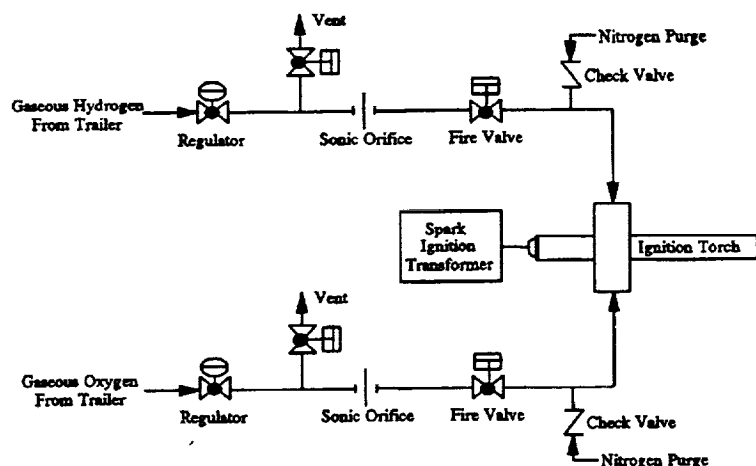 Vent
Nitrogen Purge
Check Valve
Gaseous Hydrogen
From Trailer
Regulator
Sonic Orifice
Fire Valve
Spark
Ignition
Transformer
Ignition Torch
Vent
Gaseous Oxygen
From Trailer
Regulator
Sonic Orifice
Fire Valve
Check Valve
Nitrogen Purge